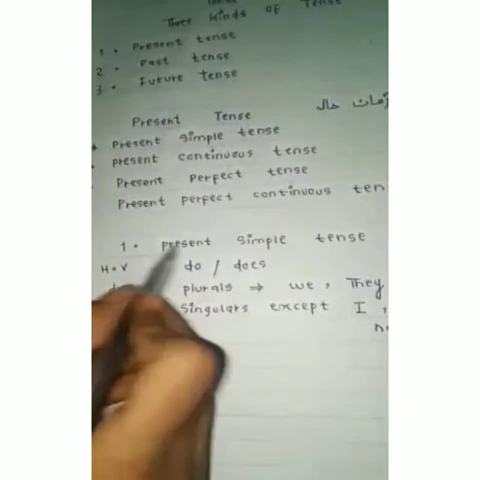 Three Kinds of Tense
1 • Present tense
2 • Past tense
3 • Future tense
Present Tense حال
Present simple tense
present continuous tense
Present perfect tense
Present perfect continuous ten
1 • present simple tense
H.V do / does
plurals ⇒ we, They
singulars except I,